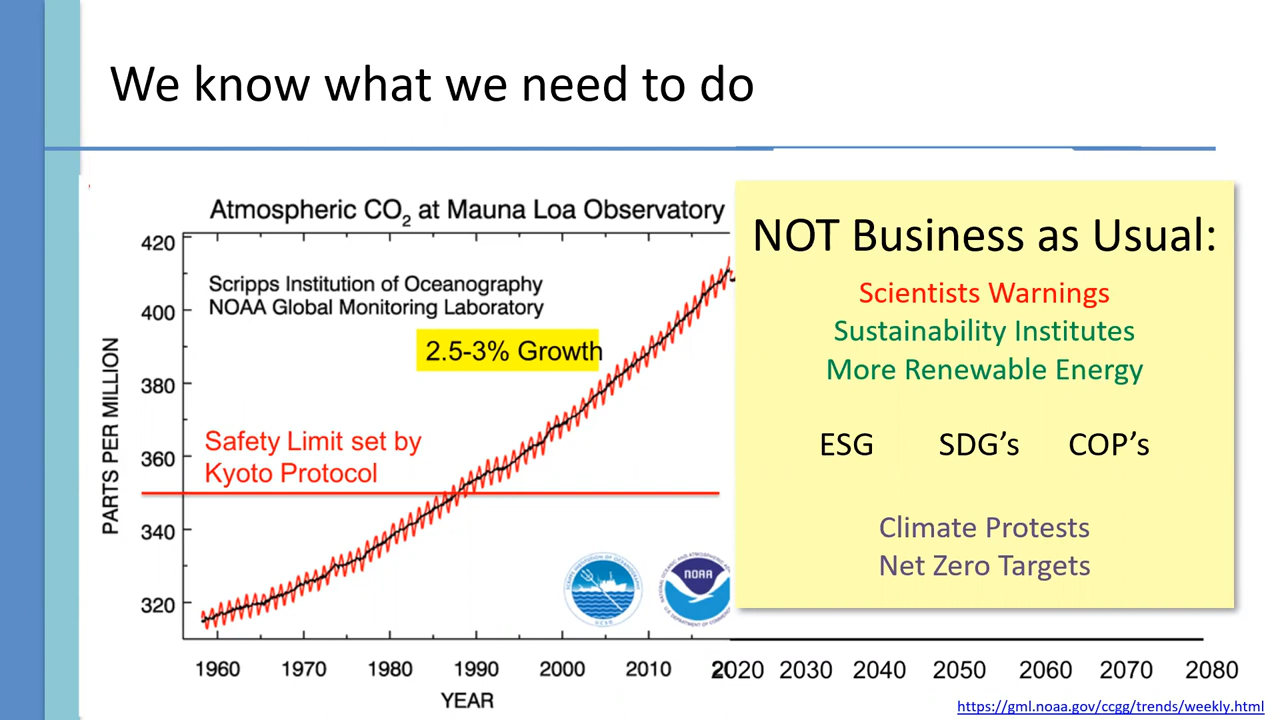 We know what we need to do
Atmospheric CO₂ at Mauna Loa Observatory
Scripps Institution of Oceanography
NOAA Global Monitoring Laboratory
2.5-3% Growth
Safety Limit set by
Kyoto Protocol
PARTS PER MILLION
420
400
380
360
340
320
NOAA
1960 1970 1980 1990 2000 2010 2020 2030 2040 2050 2060 2070 2080
YEAR
NOT Business as Usual:
Scientists Warnings
Sustainability Institutes
More Renewable Energy
ESG SDG's COP's
Climate Protests
Net Zero Targets
https://gml.noaa.gov/ccgg/trends/weekly.html